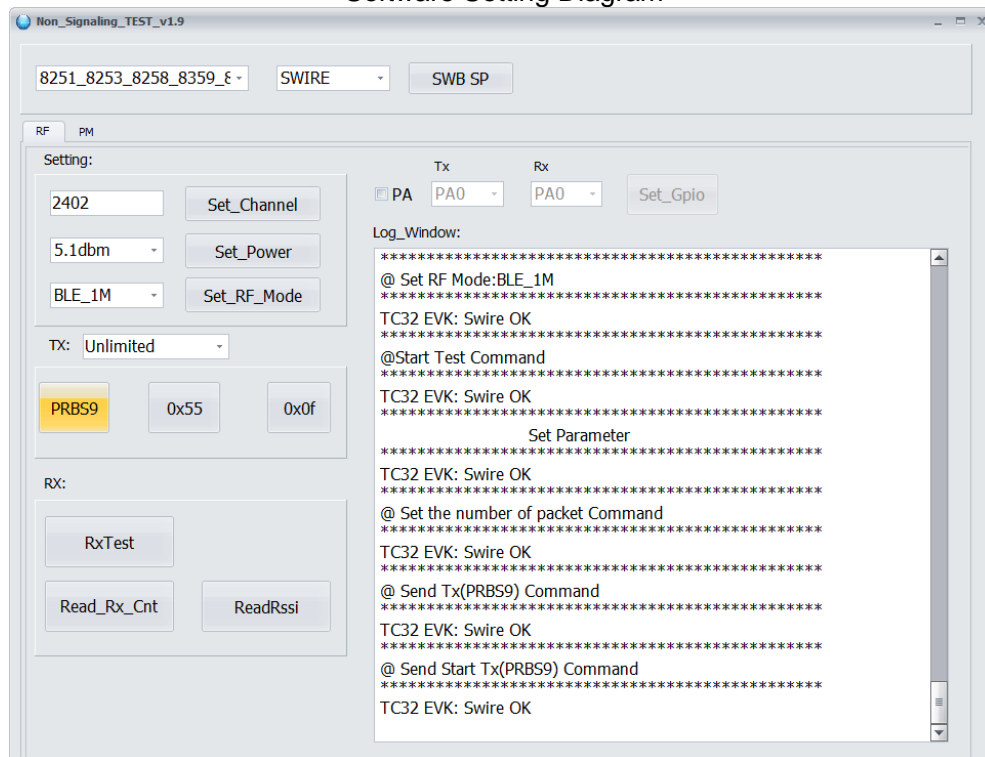 Software Setting Diagram
Non_Signaling_TEST_v1.9
8251_8253_8258_8359_8
SWIRE
SWB SP
RF
PM
Setting:
2402
Set_Channel
5.1dbm
Set_Power
BLE_1M
Set_RF_Mode
TX:
Unlimited
PRBS9
0x55
0x0f
RX:
RxTest
Read_Rx_Cnt
ReadRssi
Tx
Rx
PA
PA0
PA0
Set_Gpio
Log_Window:
************************************************
@ Set RF Mode:BLE_1M
************************************************
TC32 EVK: Swire OK
************************************************
@Start Test Command
************************************************
TC32 EVK: Swire OK
************************************************
Set Parameter
************************************************
TC32 EVK: Swire OK
************************************************
@ Set the number of packet Command
************************************************
TC32 EVK: Swire OK
************************************************
@ Send Tx(PRBS9) Command
************************************************
TC32 EVK: Swire OK
************************************************
@ Send Start Tx(PRBS9) Command
************************************************
TC32 EVK: Swire OK